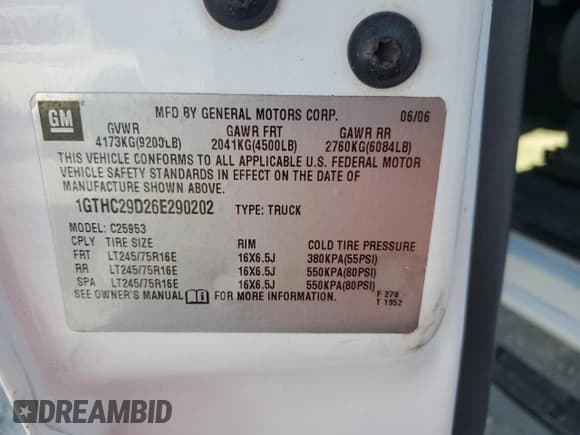 GM
MFD BY GENERAL MOTORS CORP. 06/06
GVWR GAWR FRT GAWR RR
4173KG(9200LB) 2041KG(4500LB) 2760KG(6084LB)
THIS VEHICLE CONFORMS TO ALL APPLICABLE U.S. FEDERAL MOTOR
VEHICLE SAFETY STANDARDS IN EFFECT ON THE DATE OF
MANUFACTURE SHOWN ABOVE.
1GTHC29D26E290202 TYPE: TRUCK
MODEL: C25953
CPLY TIRE SIZE RIM COLD TIRE PRESSURE
FRT LT245/75R16E 16X6.5J 380KPA(55PSI)
RR LT245/75R16E 16X6.5J 550KPA(80PSI)
SPA LT245/75R16E 16X6.5J 550KPA(80PSI)
SEE OWNER'S MANUAL FOR MORE INFORMATION. F 278
T 1952
DREAMBID